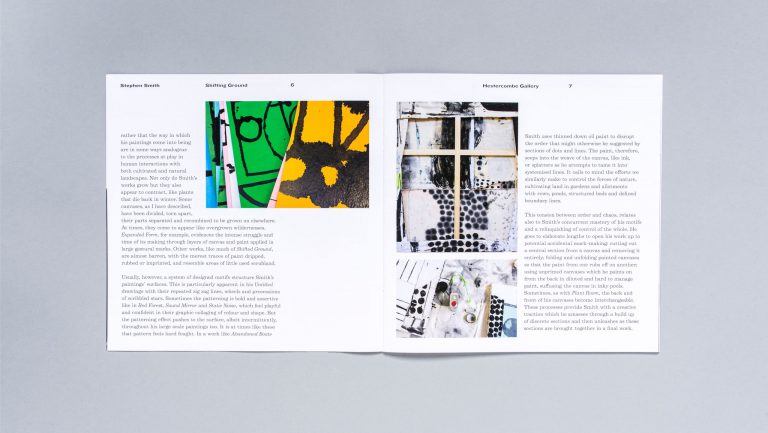 Stephen Smith
Shifting Ground
6
rather that the way in which
his paintings come into being
are in some ways analogous
to the processes at play in
human interactions with
both cultivated and natural
landscapes. Not only do Smith's
works grow but they also
appear to contract, like plants
that die back in winter. Some
canvases, as I have described,
have been divided, torn apart,
their parts separated and recombined to be grown on elsewhere.
At times, they come to appear like overgrown wildernesses.
Expanded Form, for example, evidences the intense struggle and
time of its making through layers of canvas and paint applied in
large gestural marks. Other works, like much of Shifted Ground,
are almost barren, with the merest traces of paint dripped,
rubbed or imprinted, and resemble areas of little used scrubland.
Usually, however, a system of designed motifs structure Smith's
paintings' surfaces. This is particularly apparent in his Untitled
drawings with their repeated zig zag lines, wheels and processions
of scribbled stars. Sometimes the patterning is bold and assertive
like in Red Forest, Sound Mirror and Static Noise, which feel playful
and confident in their graphic collaging of colour and shape. But
the patterning effect pushes to the surface, albeit intermittently,
throughout his large scale paintings too. It is at times like these
that pattern feels hard fought. In a work like Abandoned Boats
Hestercombe Gallery
7
Smith uses thinned down oil paint to disrupt
the order that might otherwise be suggested by
sections of dots and lines. The paint, therefore,
seeps into the weave of the canvas, like ink,
or splatters as he attempts to tame it into
systemised lines. It calls to mind the efforts we
similarly make to control the forces of nature,
cultivating land in gardens and allotments
with rows, ponds, structured beds and defined
boundary lines.
This tension between order and chaos, relates
also to Smith's concurrent mastery of his motifs
and a relinquishing of control of the whole. He
goes to elaborate lengths to open his work up to
potential accidental mark-making: cutting out
a central section from a canvas and removing it
entirely; folding and unfolding painted canvases
so that the paint from one rubs off on another;
using unprimed canvases which he paints on
from the back in diluted and hard to manage
paint, suffusing the canvas in inky pools.
Sometimes, as with Plant Room, the back and
front of his canvases become interchangeable.
These processes provide Smith with a creative
traction which he amasses through a build up
of discrete sections and then unleashes as these
sections are brought together in a final work.